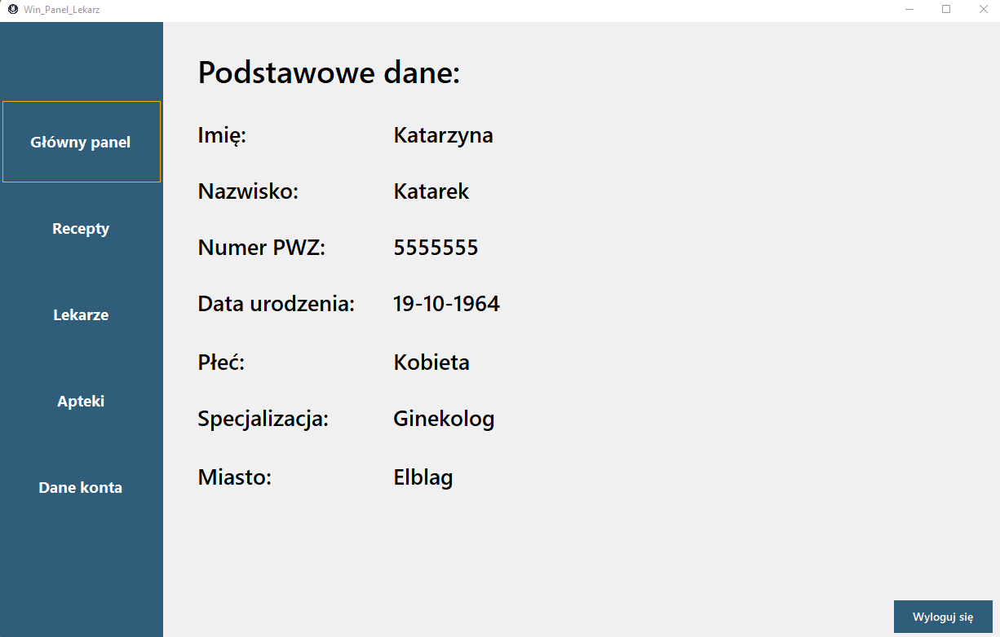 Win_Panel_Lekarz
Główny panel
Recepty
Lekarze
Apteki
Dane konta
Podstawowe dane:
Imię: Katarzyna
Nazwisko: Katarek
Numer PWZ: 5555555
Data urodzenia: 19-10-1964
Płeć: Kobieta
Specjalizacja: Ginekolog
Miasto: Elblag
Wyloguj się